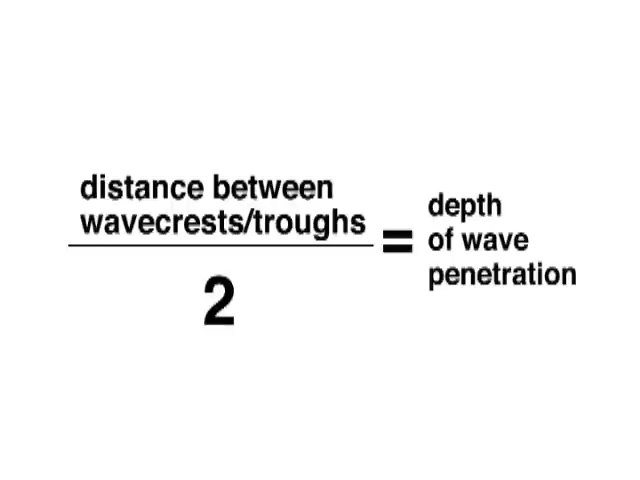 distance between
wavecrests/troughs
2
=
depth
of wave
penetration